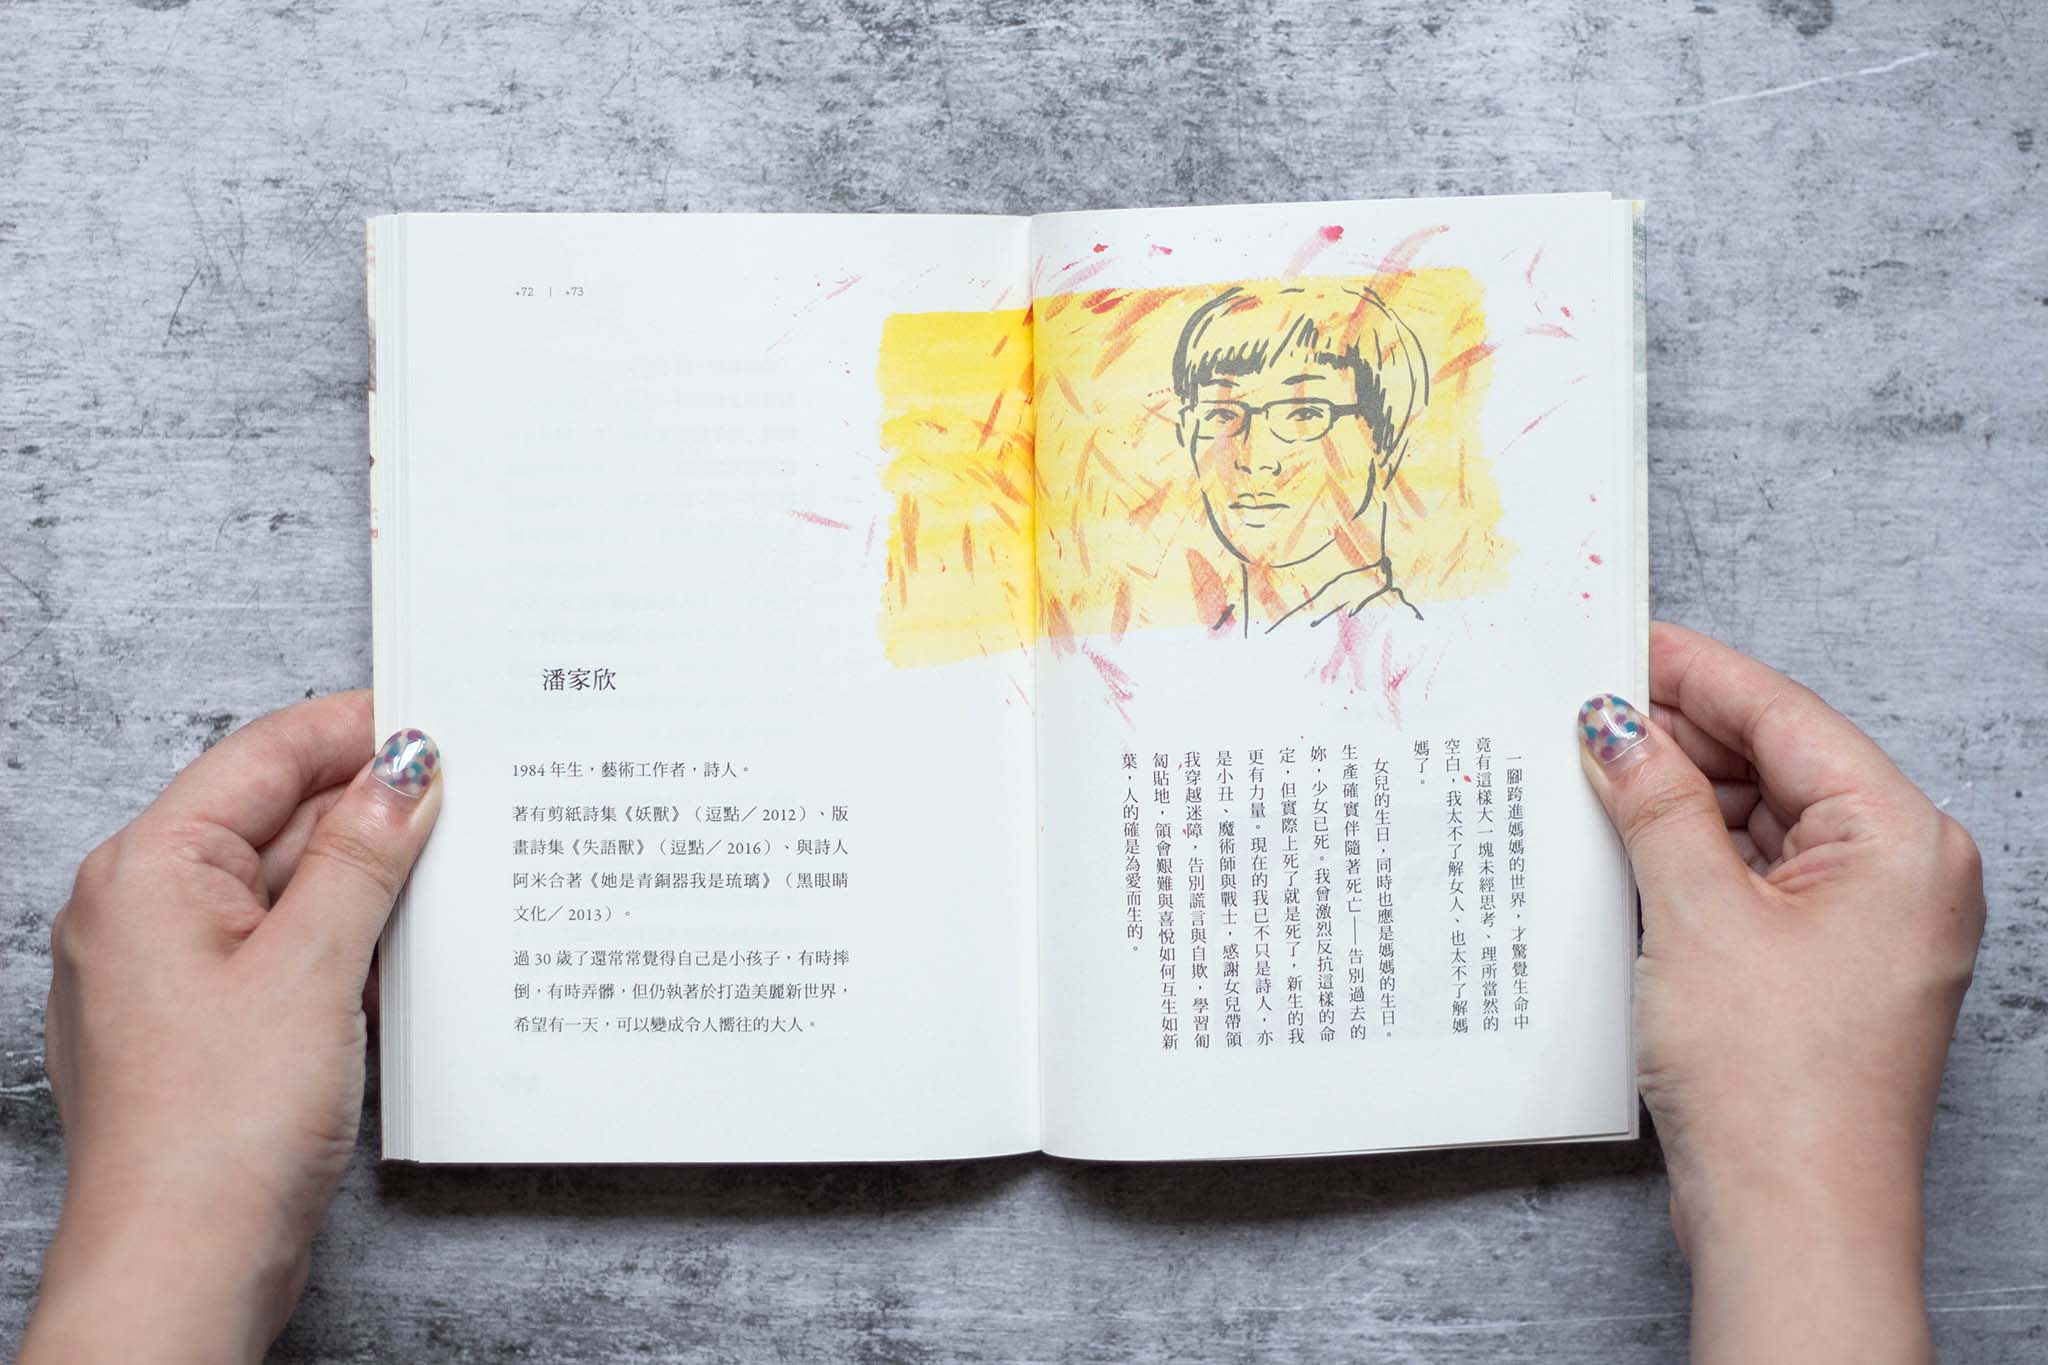 +72 | +73
潘家欣
1984 年生，藝術工作者，詩人。
著有剪紙詩集《妖獸》（逗點／ 2012）、版
畫詩集《失語獸》（逗點／ 2016）、與詩人
阿米合著《她是青銅器我是琉璃》（黑眼睛
文化／ 2013）。
過 30 歲了還常常覺得自己是小孩子，有時摔
倒，有時弄髒，但仍執著於打造美麗新世界，
希望有一天，可以變成令人嚮往的大人。
一腳跨進媽媽的世界，才驚覺生命中
竟有這樣大一塊未經思考、理所當然的
空白，我太不了解女人、也太不了解媽
媽了。
女兒的生日，同時也應是媽媽的生日。
生產確實伴隨著死亡——告別過去的
妳，少女已死。我曾激烈反抗這樣的命
定，但實際上死了就是死了，新生的我
更有力量。現在的我已不只是詩人，亦
是小丑、魔術師與戰士，感謝女兒帶領
我穿越迷障，告別謊言與自欺，學習匍
匐貼地，領會艱難與喜悅如何互生如新
葉，人的確是為愛而生的。